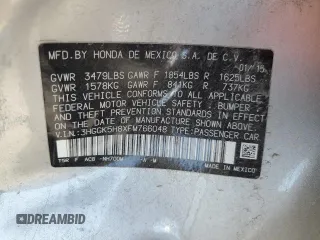 MFD.BY HONDA DE MEXICO S.A. DE C.V.
01/15
GVWR 3479LBS GAWR F 1854LBS R 1625LBS
GVWR 1578KG GAWR F 841KG R 737KG
THIS VEHICLE CONFORMS TO ALL APPLICABLE
FEDERAL MOTOR VEHICLE SAFETY, BUMPER,
AND THEFT PREVENTION STANDARDS IN EFFECT
ON THE DATE OF MANUFACTURE SHOWN ABOVE.
V.I.N.: 3HGGK5H8XFM766048 TYPE: PASSENGER CAR
MADE IN MEXICO